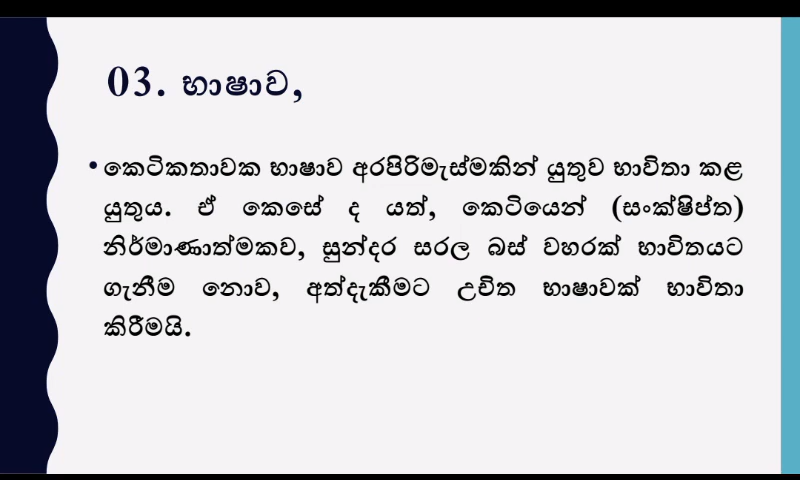 03. භාෂාව,
• කෙටිකතාවක භාෂාව අරපිරිමැස්මකින් යුතුව භාවිතා කළ
යුතුය. ඒ කෙසේ ද යත්, කෙටියෙන් (සංක්ෂිප්ත)
නිර්මාණාත්මකව, සුන්දර සරල බස් වහරක් භාවිතයට
ගැනීම නොව, අත්දැකීමට උචිත භාෂාවක් භාවිතා
කිරීමයි.